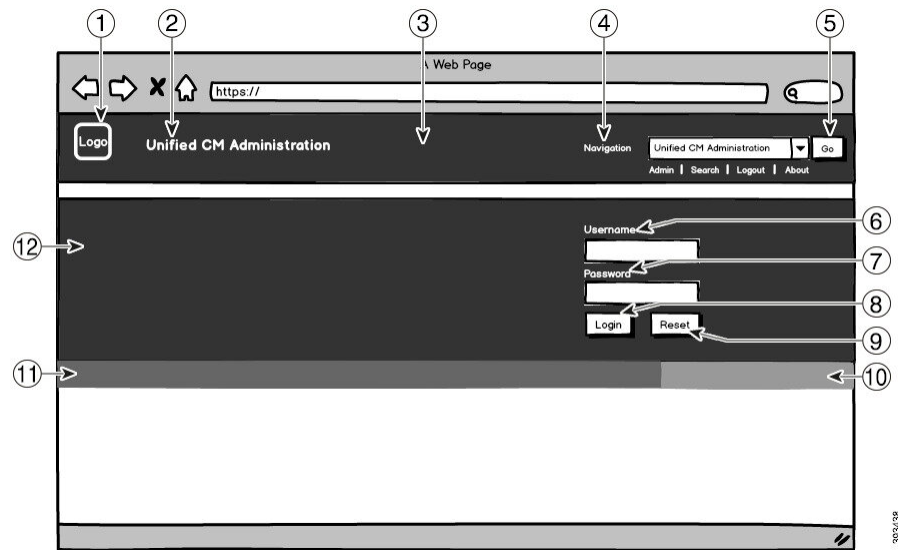 1 2 3 4 5
A Web Page
https://
Logo
Unified CM Administration
Navigation
Unified CM Administration
Go
Admin | Search | Logout | About
6
Username
12
7
Password
8
Login Reset
9
11
10
393438